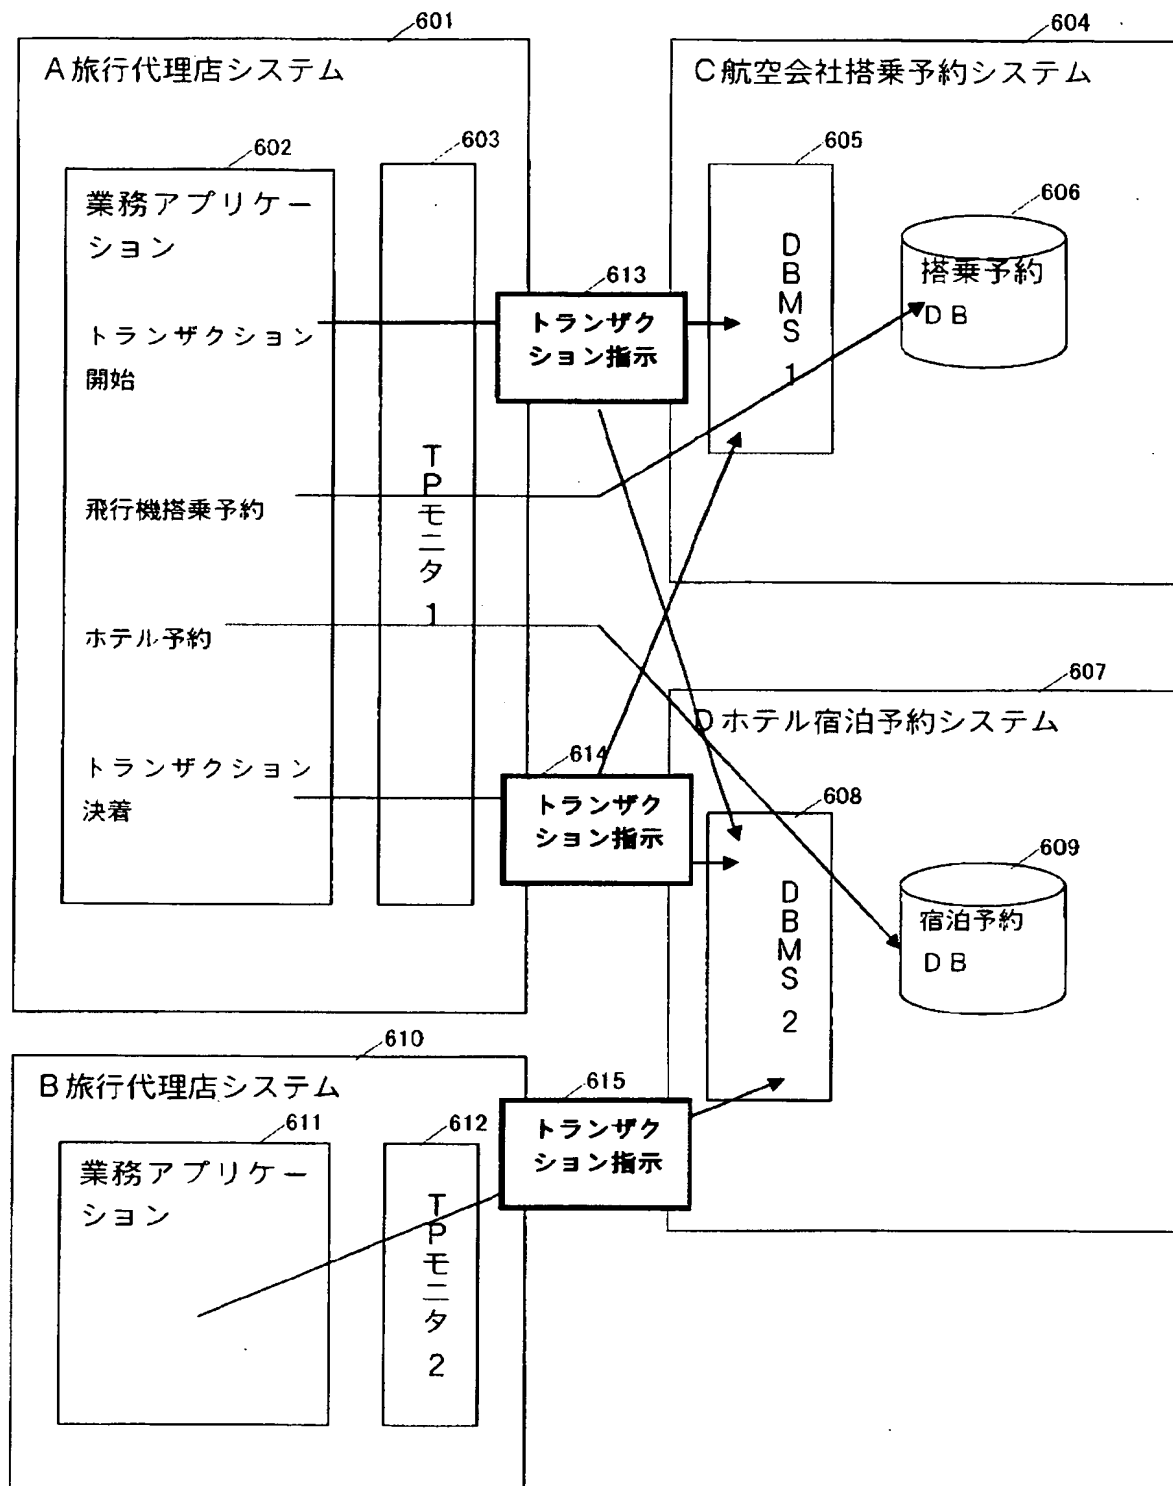 601
A旅行代理店システム
602
603
業務アプリケー
ション
トランザクション
開始
飛行機搭乗予約
ホテル予約
トランザクション
決着
TPモニタ1
613
トランザク
ション指示
614
トランザク
ション指示
604
C航空会社搭乗予約システム
605
DBMS1
606
搭乗予約
DB
607
Dホテル宿泊予約システム
608
DBMS2
609
宿泊予約
DB
610
B旅行代理店システム
611
612
業務アプリケー
ション
TPモニタ2
615
トランザク
ション指示